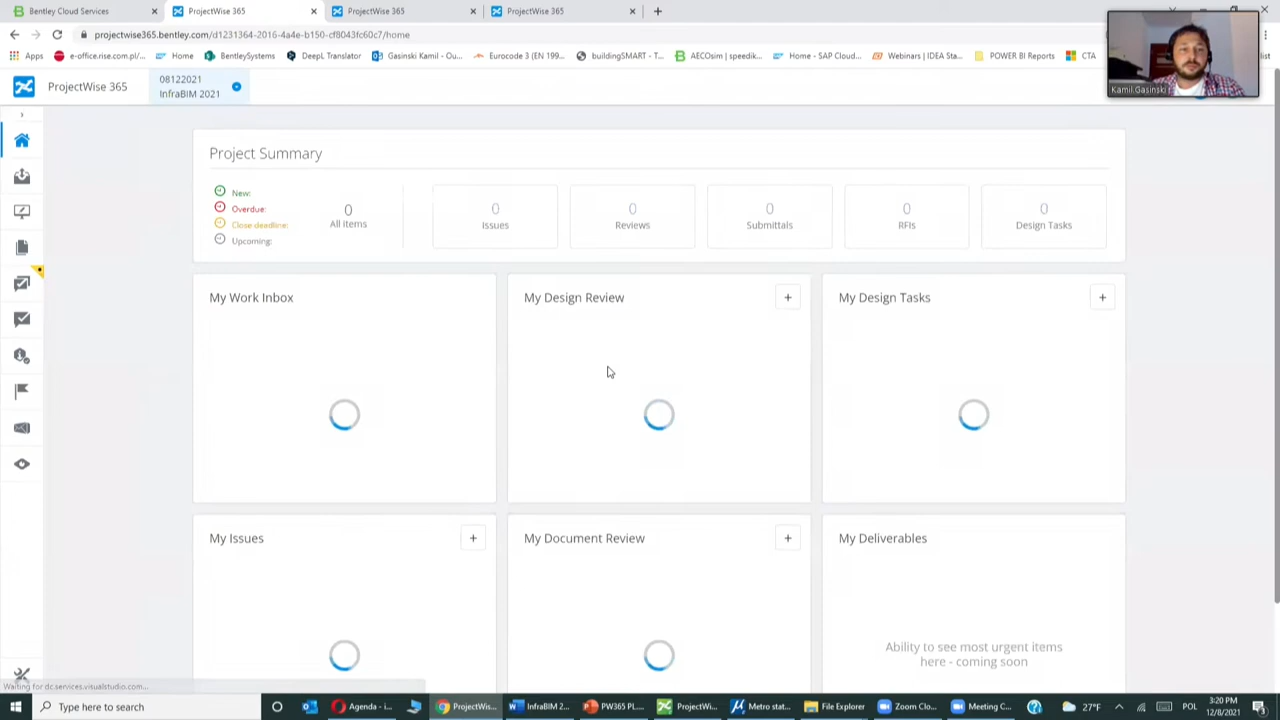 Bentley Cloud Services
ProjectWise 365
ProjectWise 365
ProjectWise 365
projectwise365.bentley.com/d1231364-2016-4a4e-b150-cf8043fc60c7/home
Apps
e-office.rise.com.pl/...
Home
BentleySystems
DeepL Translator
Gasinski Kamil - Ou...
Eurocode 3 (EN 199...
buildingSMART - T...
AECOsim | speedik...
Home - SAP Cloud...
Webinars | IDEA Sta...
POWER BI Reports
CTA
list
Kamil.Gasinski
ProjectWise 365
08122021
InfraBIM 2021
Project Summary
New:
Overdue:
Close deadline:
Upcoming:
0
All Items
0
Issues
0
Reviews
0
Submittals
0
RFIs
0
Design Tasks
My Work Inbox
My Design Review
My Design Tasks
My Issues
My Document Review
My Deliverables
Ability to see most urgent items
here - coming soon
Waiting for dc.services.visualstudio.com...
Type here to search
Agenda - i...
ProjectWis...
InfraBIM 2...
PW365 PL...
ProjectWi...
Metro stat...
File Explorer
Zoom Clo...
Meeting C...
27°F
POL
3:20 PM
12/8/2021
3